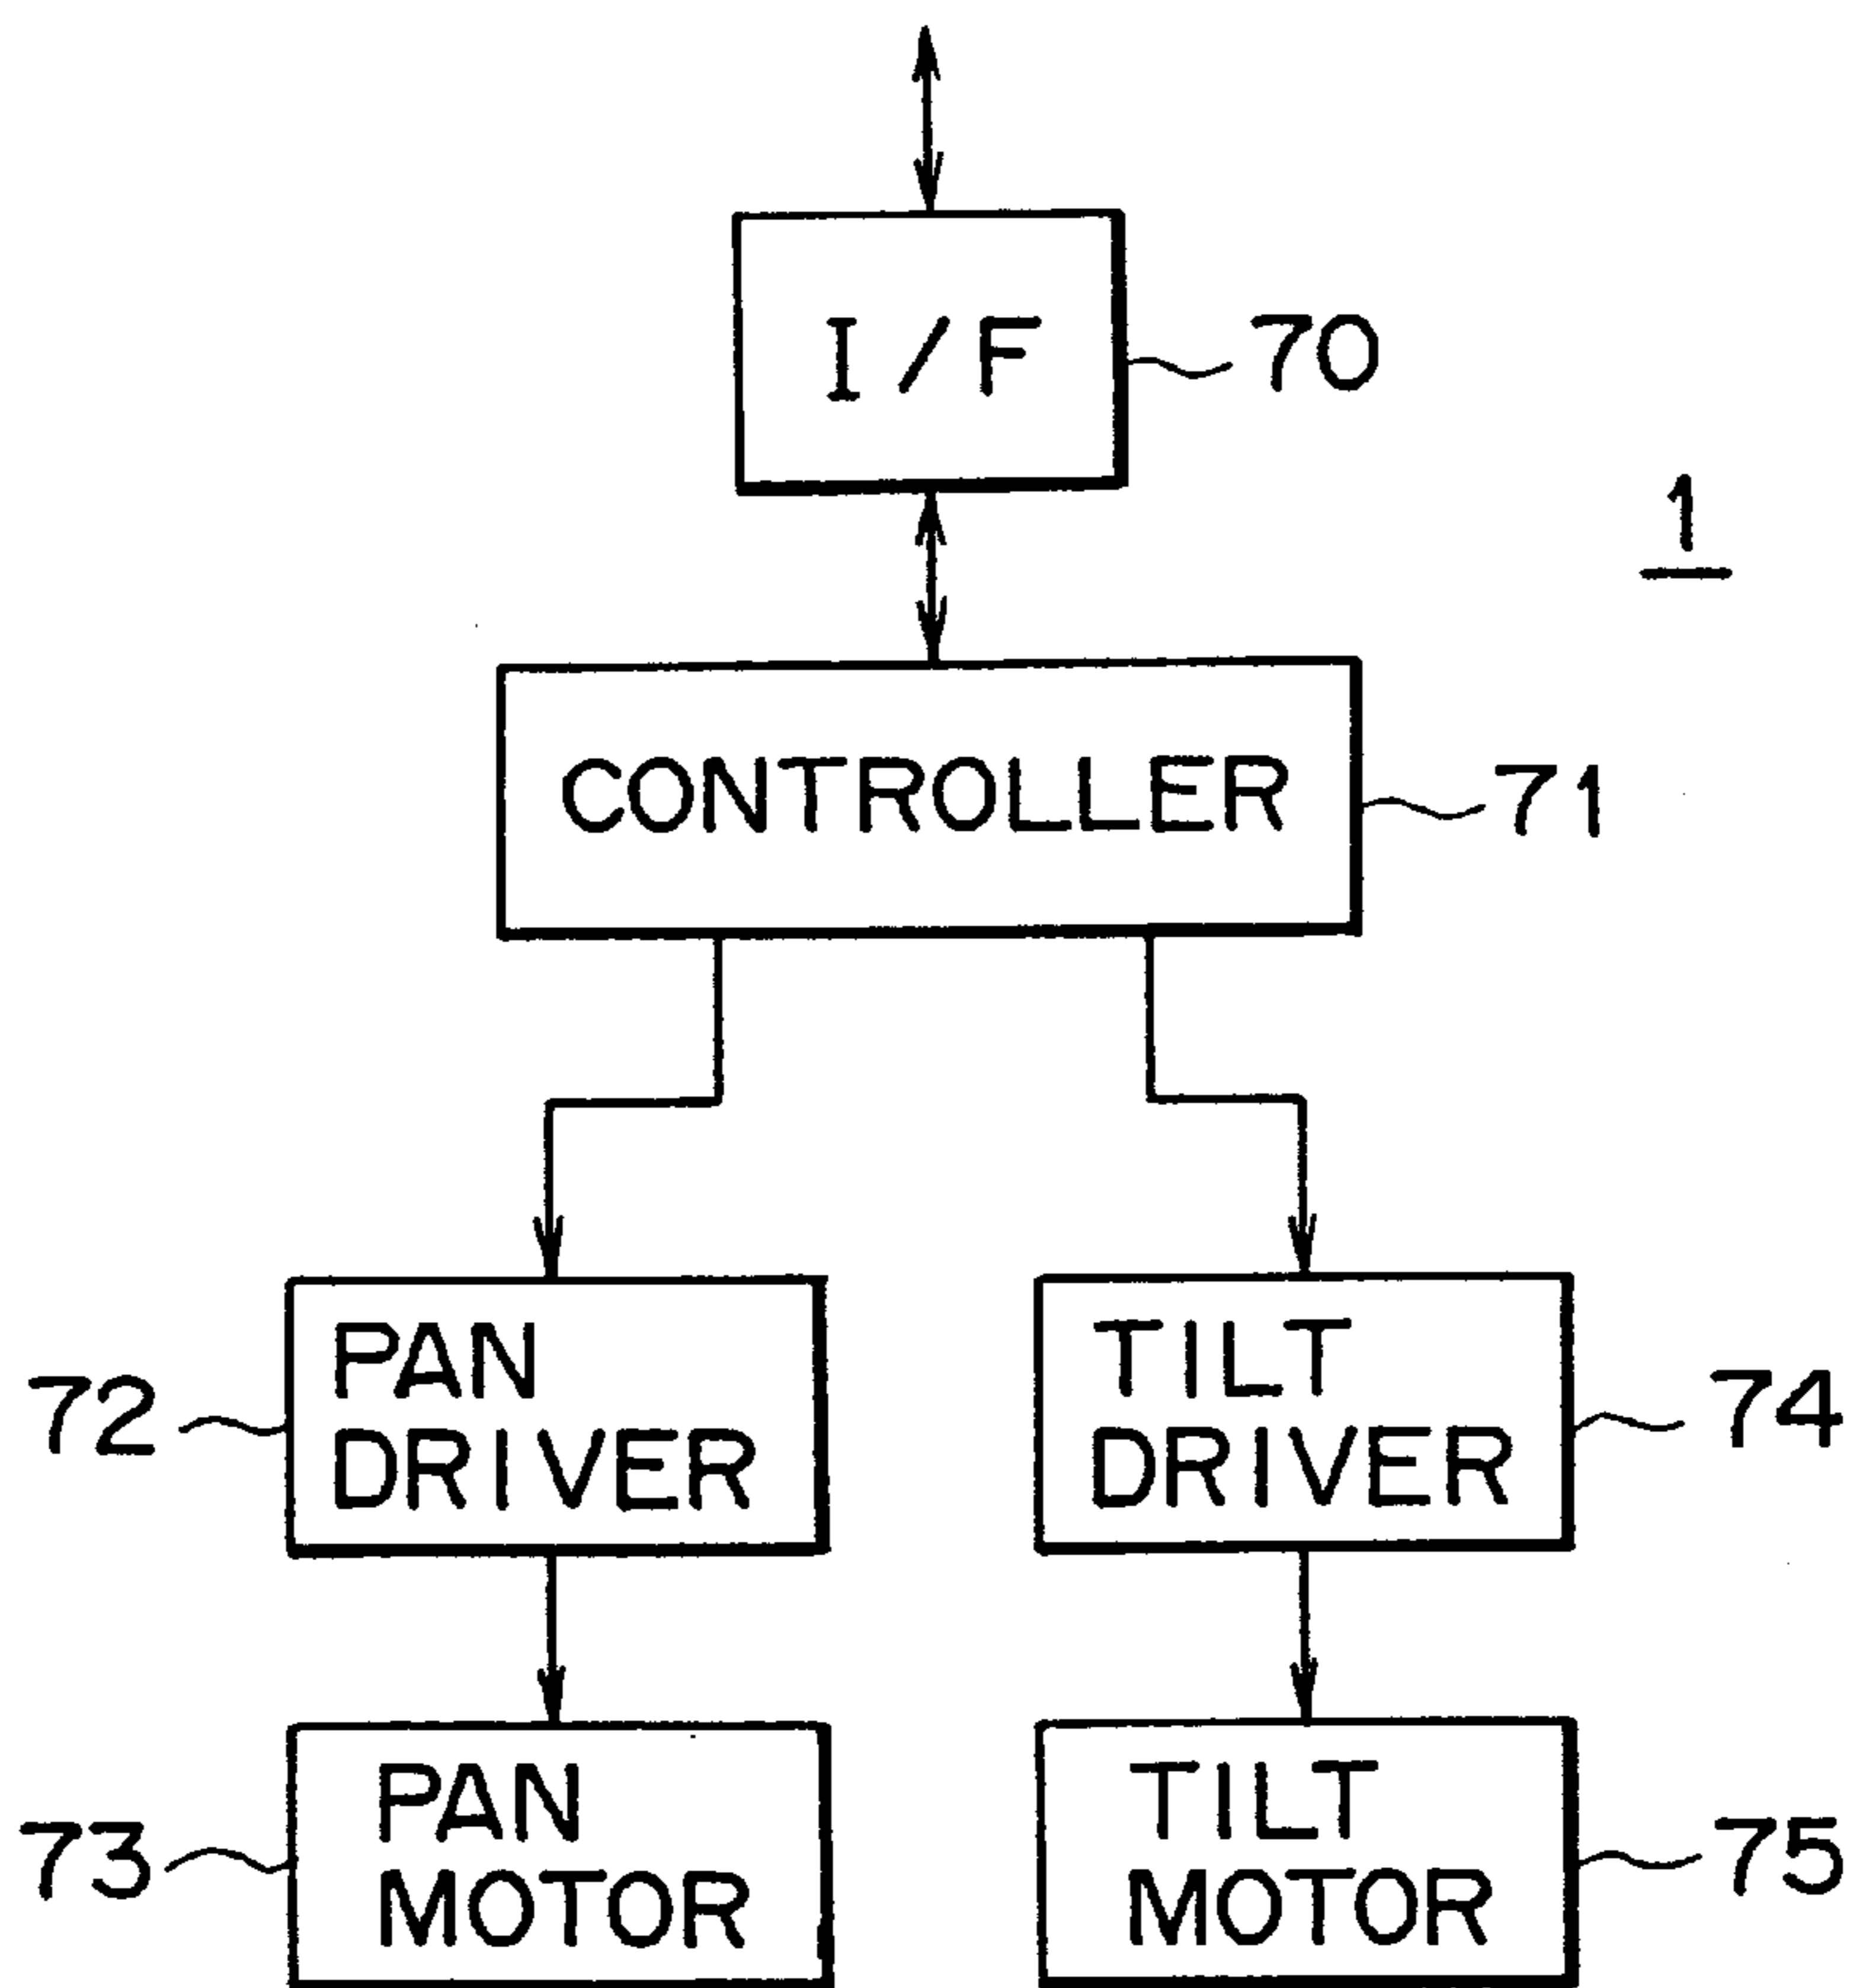 I/F
70
1
CONTROLLER
71
PAN
DRIVER
72
TILT
DRIVER
74
PAN
MOTOR
73
TILT
MOTOR
75